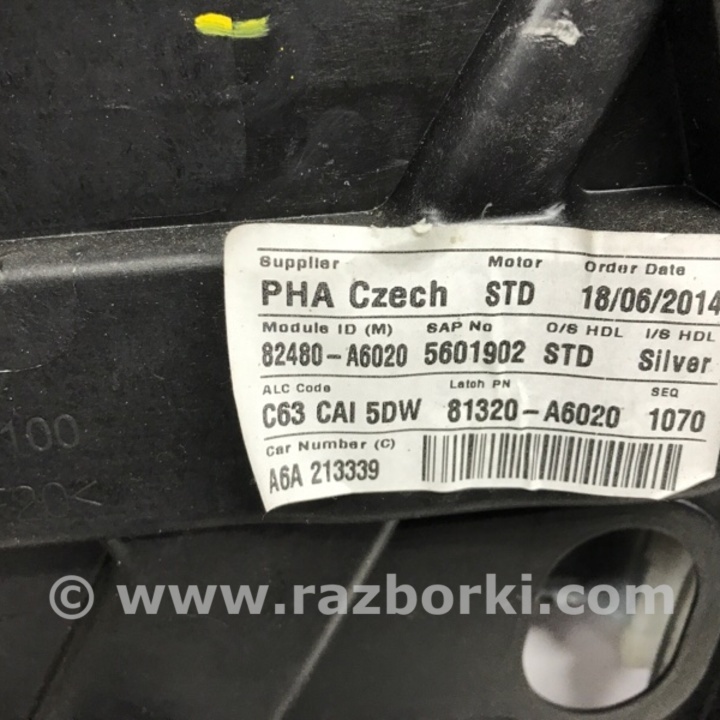 Supplier Motor Order Date
PHA Czech STD 18/06/2014
Module ID (M) SAP No O/S HDL I/S HDL
82480-A6020 5601902 STD Silver
ALC Code Latch PN SEQ
C63 CAI 5DW 81320-A6020 1070
Car Number (C)
A6A 213339
100
© www.razborki.com